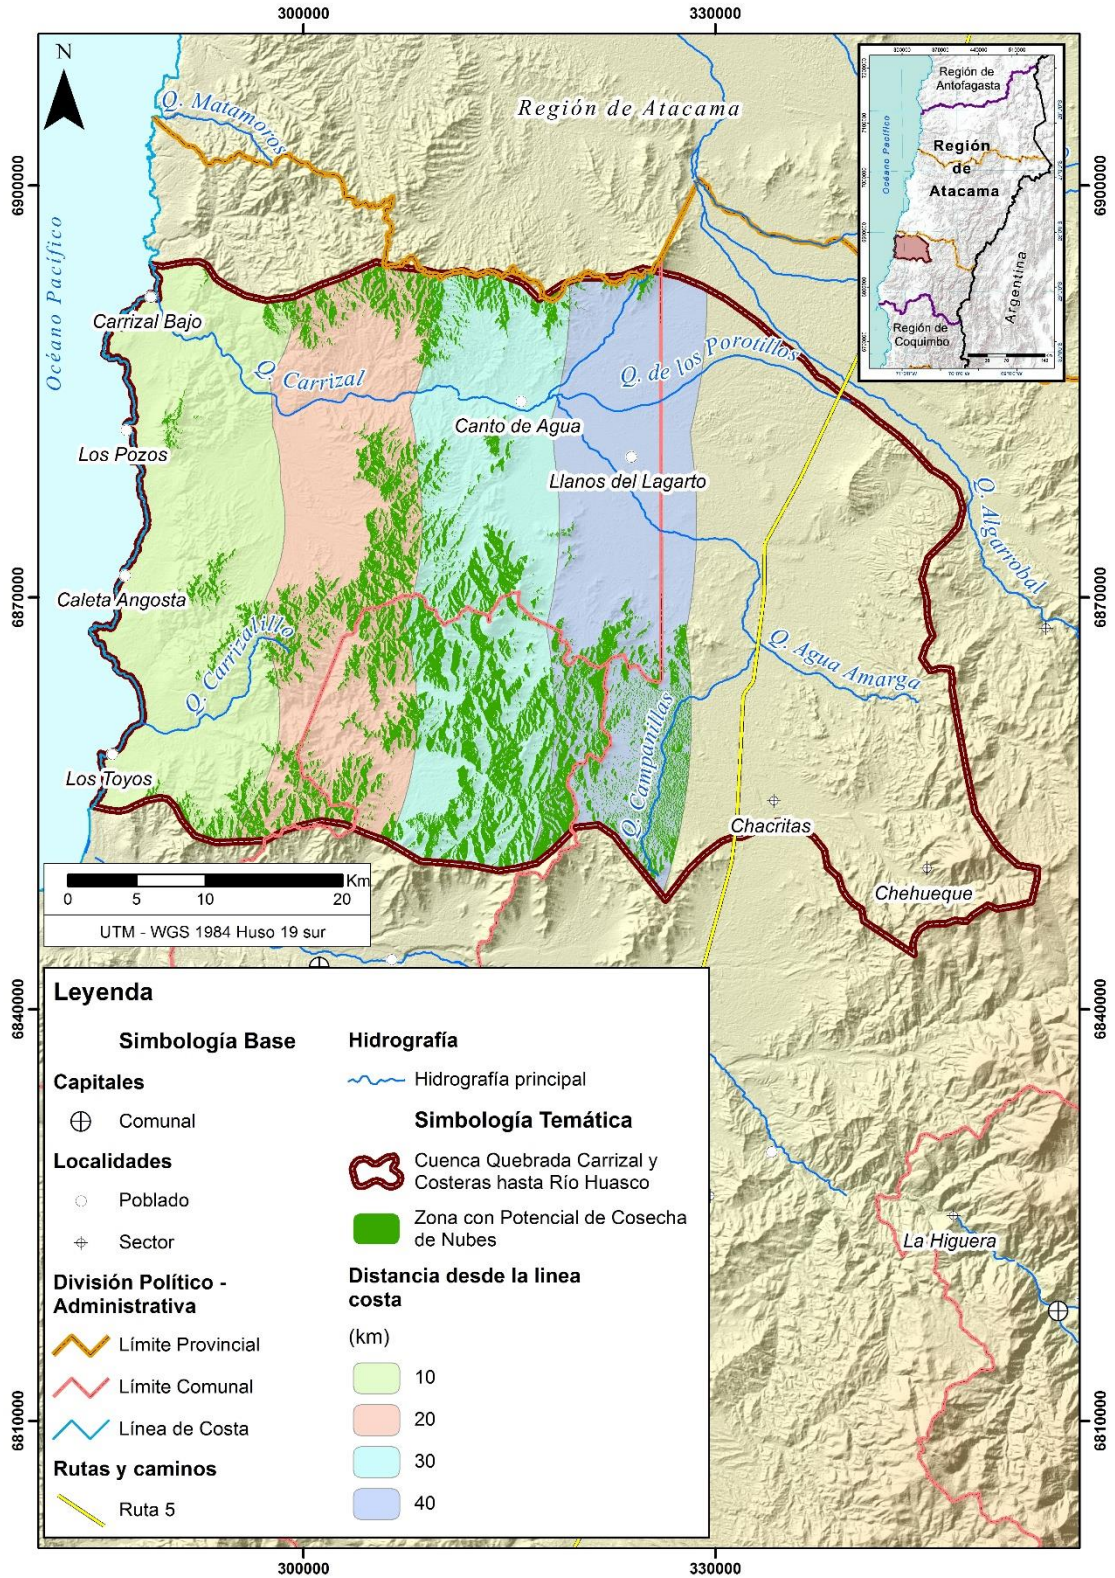 300000
330000
N
Q. Matamoros
Región de Atacama
6900000
6900000
Océano Pacífico
Carrizal Bajo
Q. Carrizal
Q. de los Porotillos
Canto de Agua
Los Pozos
Llanos del Lagarto
Q. Algarrobal
Caleta Angosta
6870000
6870000
Q. Carrizalillo
Q. Agua Amarga
Los Toyos
Q. Campanillas
Chacritas
Chehueque
Región de
Antofagasta
Océano Pacífico
Región
de
Atacama
Argentina
Región de
Coquimbo
Km
0 5 10 20
UTM - WGS 1984 Huso 19 sur
6840000
6840000
Leyenda
Simbología Base
Capitales
Comunal
Localidades
Poblado
Sector
División Político -
Administrativa
Límite Provincial
Límite Comunal
Línea de Costa
Rutas y caminos
Ruta 5
Hidrografía
Hidrografía principal
Simbología Temática
Cuenca Quebrada Carrizal y
Costeras hasta Río Huasco
Zona con Potencial de Cosecha
de Nubes
Distancia desde la linea
costa
(km)
10
20
30
40
La Higuera
6810000
6810000
300000
330000